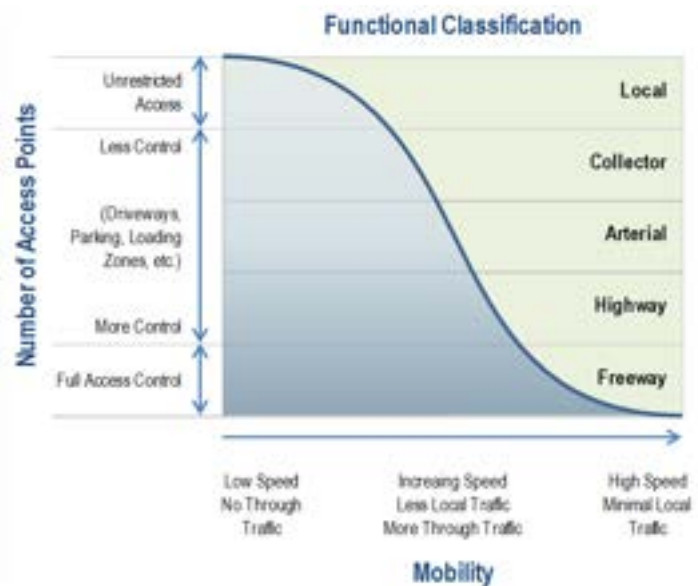 Functional Classification
Number of Access Points
Unrestricted
Access
Less Control
(Driveways,
Parking, Loading
Zones, etc.)
More Control
Full Access Control
Local
Collector
Arterial
Highway
Freeway
Low Speed
No Through
Traffic
Increasing Speed
Less Local Traffic
More Through Traffic
High Speed
Minimal Local
Traffic
Mobility